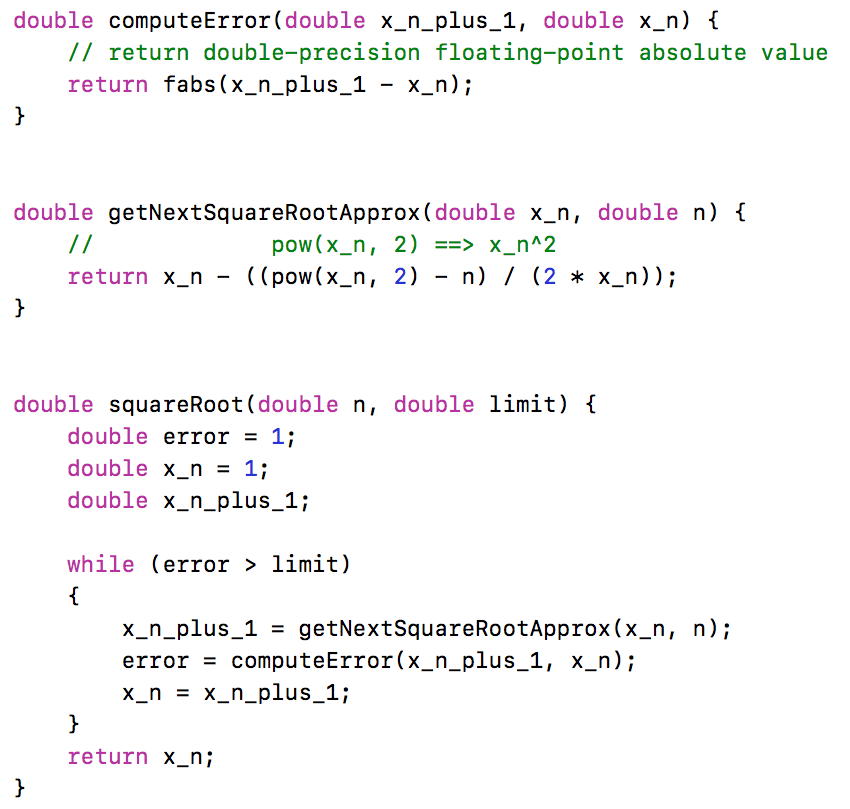 double computeError(double x_n_plus_1, double x_n) {
    // return double-precision floating-point absolute value
    return fabs(x_n_plus_1 - x_n);
}
double getNextSquareRootApprox(double x_n, double n) {
    //             pow(x_n, 2) ==> x_n^2
    return x_n - ((pow(x_n, 2) - n) / (2 * x_n));
}
double squareRoot(double n, double limit) {
    double error = 1;
    double x_n = 1;
    double x_n_plus_1;
    while (error > limit)
    {
        x_n_plus_1 = getNextSquareRootApprox(x_n, n);
        error = computeError(x_n_plus_1, x_n);
        x_n = x_n_plus_1;
    }
    return x_n;
}